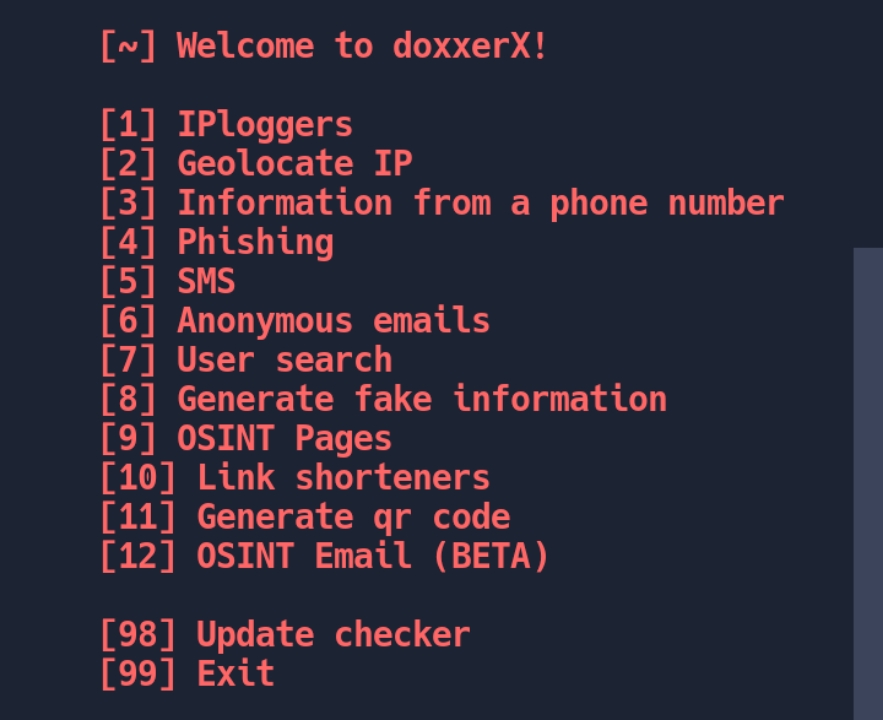 [~] Welcome to doxxerX!
[1] IPloggers
[2] Geolocate IP
[3] Information from a phone number
[4] Phishing
[5] SMS
[6] Anonymous emails
[7] User search
[8] Generate fake information
[9] OSINT Pages
[10] Link shorteners
[11] Generate qr code
[12] OSINT Email (BETA)
[98] Update checker
[99] Exit